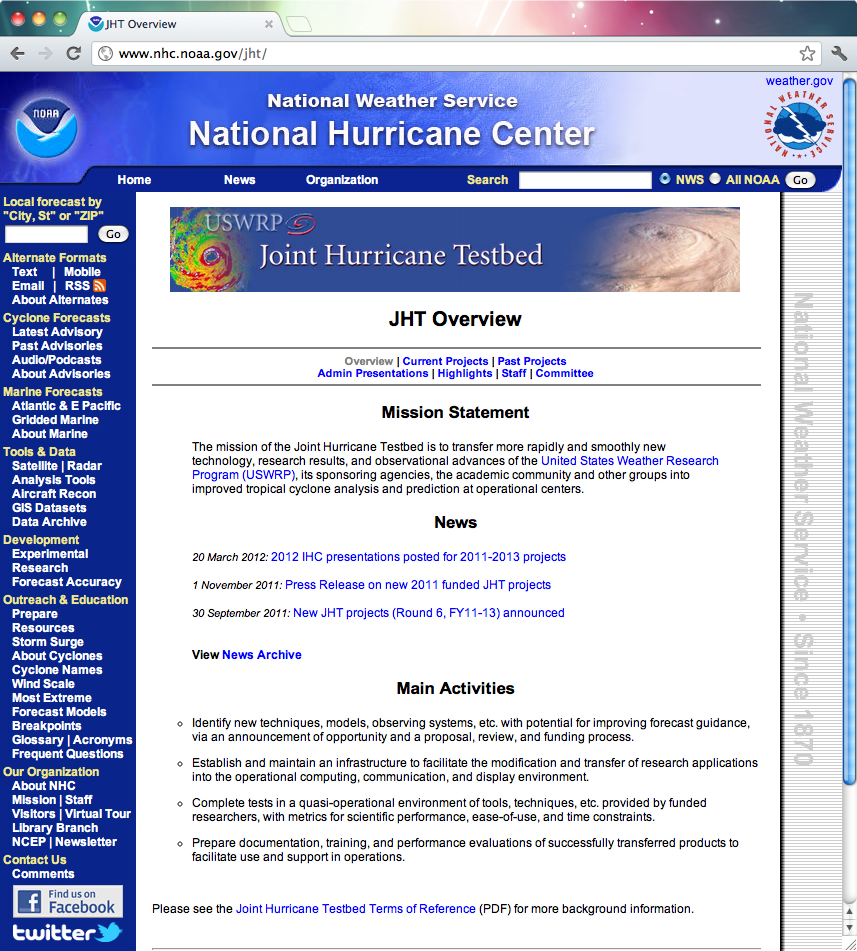 JHT Overview
www.nhc.noaa.gov/jht/
weather.gov
NOAA
National Weather Service
National Hurricane Center
NATIONAL WEATHER SERVICE
Home News Organization Search NWS All NOAA Go
Local forecast by
"City, St" or "ZIP"
Go
Alternate Formats
Text | Mobile
Email | RSS
About Alternates
Cyclone Forecasts
Latest Advisory
Past Advisories
Audio/Podcasts
About Advisories
Marine Forecasts
Atlantic & E Pacific
Gridded Marine
About Marine
Tools & Data
Satellite | Radar
Analysis Tools
Aircraft Recon
GIS Datasets
Data Archive
Development
Experimental
Research
Forecast Accuracy
Outreach & Education
Prepare
Resources
Storm Surge
About Cyclones
Cyclone Names
Wind Scale
Most Extreme
Forecast Models
Breakpoints
Glossary | Acronyms
Frequent Questions
Our Organization
About NHC
Mission | Staff
Visitors | Virtual Tour
Library Branch
NCEP | Newsletter
Contact Us
Comments
Find us on
Facebook
twitter
USWRP
Joint Hurricane Testbed
JHT Overview
Overview | Current Projects | Past Projects
Admin Presentations | Highlights | Staff | Committee
Mission Statement
The mission of the Joint Hurricane Testbed is to transfer more rapidly and smoothly new
technology, research results, and observational advances of the United States Weather Research
Program (USWRP), its sponsoring agencies, the academic community and other groups into
improved tropical cyclone analysis and prediction at operational centers.
News
20 March 2012: 2012 IHC presentations posted for 2011-2013 projects
1 November 2011: Press Release on new 2011 funded JHT projects
30 September 2011: New JHT projects (Round 6, FY11-13) announced
View News Archive
Main Activities
Identify new techniques, models, observing systems, etc. with potential for improving forecast guidance,
via an announcement of opportunity and a proposal, review, and funding process.
Establish and maintain an infrastructure to facilitate the modification and transfer of research applications
into the operational computing, communication, and display environment.
Complete tests in a quasi-operational environment of tools, techniques, etc. provided by funded
researchers, with metrics for scientific performance, ease-of-use, and time constraints.
Prepare documentation, training, and performance evaluations of successfully transferred products to
facilitate use and support in operations.
Please see the Joint Hurricane Testbed Terms of Reference (PDF) for more background information.
National Weather Service • Since 1870